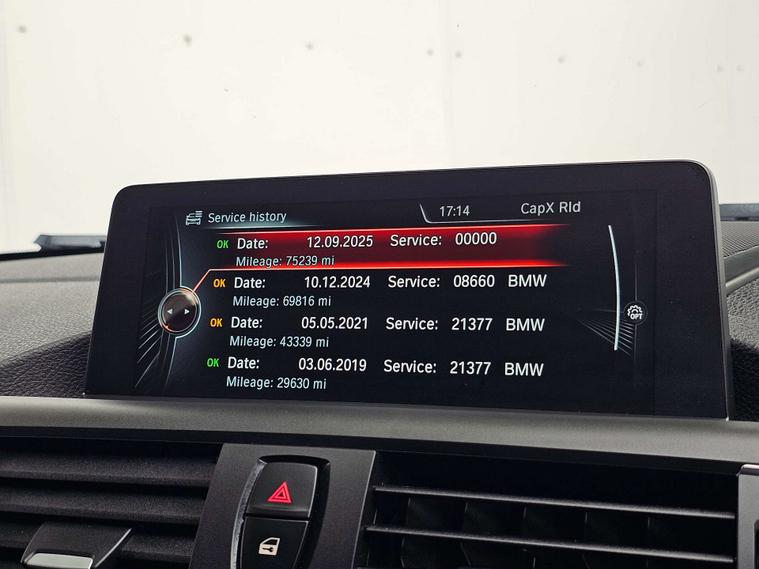 Service history 17:14 CapX Rld
OK Date: 12.09.2025 Service: 00000
Mileage: 75239 mi
OK Date: 10.12.2024 Service: 08660 BMW
Mileage: 69816 mi
OK Date: 05.05.2021 Service: 21377 BMW
Mileage: 43339 mi
OK Date: 03.06.2019 Service: 21377 BMW
Mileage: 29630 mi
OPT